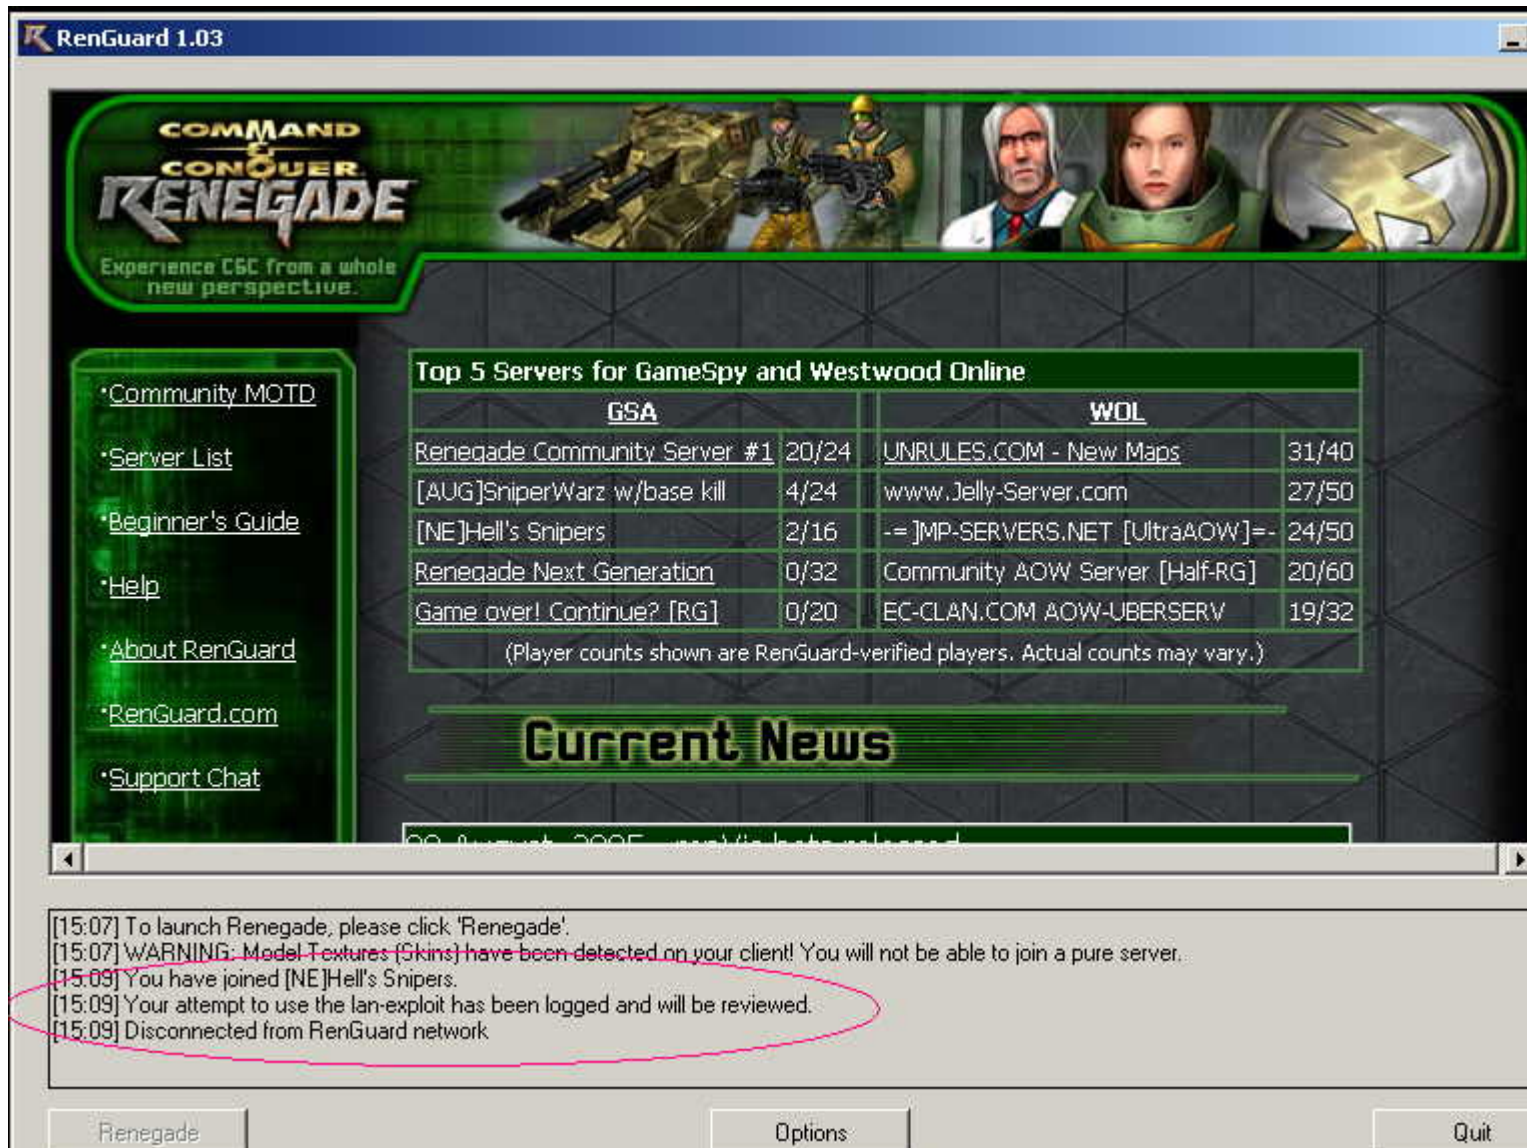 RenGuard 1.03
COMMAND
&
CONQUER
RENEGADE
Experience C&C from a whole
new perspective.
·Community MOTD
·Server List
·Beginner's Guide
·Help
·About RenGuard
·RenGuard.com
·Support Chat
Top 5 Servers for GameSpy and Westwood Online
GSA WOL
Renegade Community Server #1 20/24 UNRULES.COM - New Maps 31/40
[AUG]SniperWarz w/base kill 4/24 www.Jelly-Server.com 27/50
[NE]Hell's Snipers 2/16 -=]MP-SERVERS.NET [UltraAOW]=- 24/50
Renegade Next Generation 0/32 Community AOW Server [Half-RG] 20/60
Game over! Continue? [RG] 0/20 EC-CLAN.COM AOW-UBERSERV 19/32
(Player counts shown are RenGuard-verified players. Actual counts may vary.)
Current News
August 2005 released
[15:07] To launch Renegade, please click 'Renegade'.
[15:07] WARNING: Model Textures (Skins) have been detected on your client! You will not be able to join a pure server.
[15:09] You have joined [NE]Hell's Snipers.
[15:09] Your attempt to use the lan-exploit has been logged and will be reviewed.
[15:09] Disconnected from RenGuard network
Renegade Options Quit